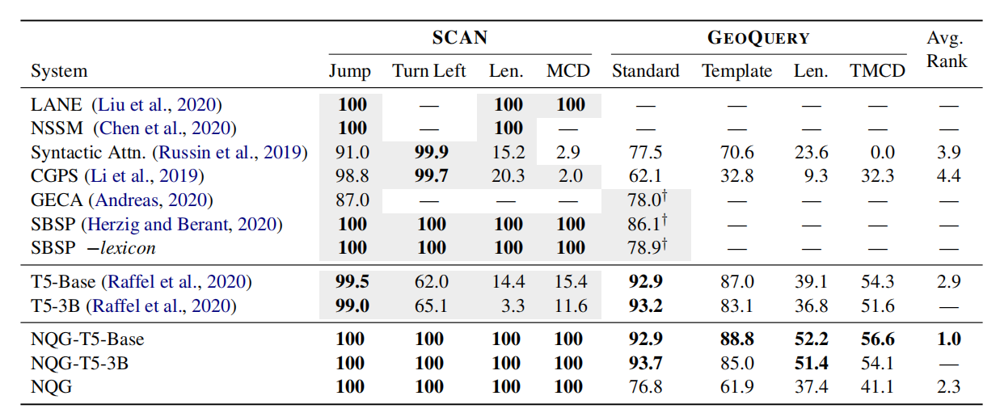 SCAN GEOQUERY Avg.
System Jump Turn Left Len. MCD Standard Template Len. TMCD Rank
LANE (Liu et al., 2020) 100 — 100 100 — — — — —
NSSM (Chen et al., 2020) 100 — 100 — — — — — —
Syntactic Attn. (Russin et al., 2019) 91.0 99.9 15.2 2.9 77.5 70.6 23.6 0.0 3.9
CGPS (Li et al., 2019) 98.8 99.7 20.3 2.0 62.1 32.8 9.3 32.3 4.4
GECA (Andreas, 2020) 87.0 — — — 78.0† — — — —
SBSP (Herzig and Berant, 2020) 100 100 100 100 86.1† — — — —
SBSP −lexicon 100 100 100 100 78.9† — — — —
T5-Base (Raffel et al., 2020) 99.5 62.0 14.4 15.4 92.9 87.0 39.1 54.3 2.9
T5-3B (Raffel et al., 2020) 99.0 65.1 3.3 11.6 93.2 83.1 36.8 51.6 —
NQG-T5-Base 100 100 100 100 92.9 88.8 52.2 56.6 1.0
NQG-T5-3B 100 100 100 100 93.7 85.0 51.4 54.1 —
NQG 100 100 100 100 76.8 61.9 37.4 41.1 2.3